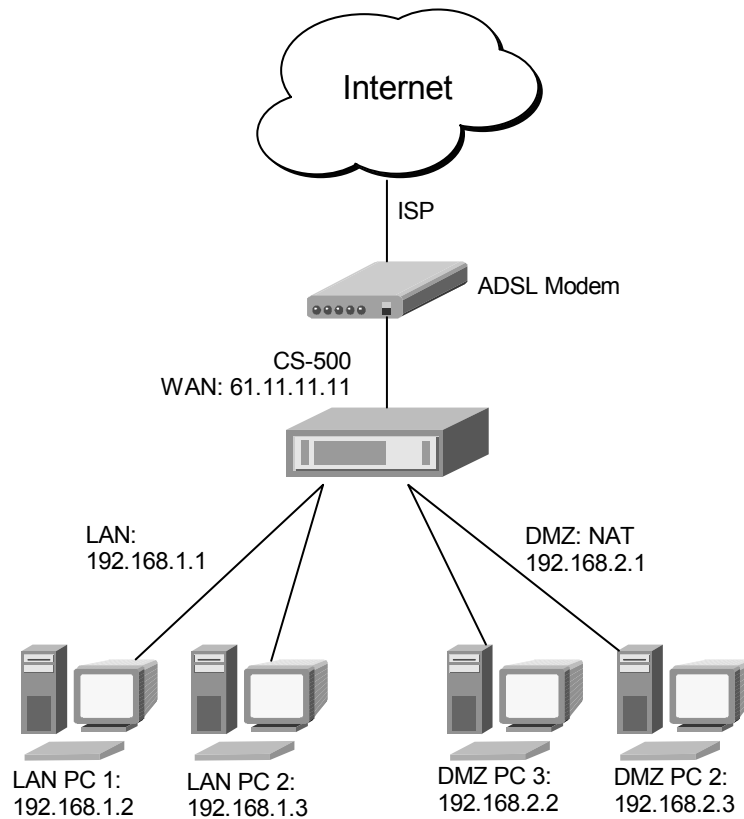 Internet
ISP
ADSL Modem
CS-500
WAN: 61.11.11.11
LAN:
192.168.1.1
DMZ: NAT
192.168.2.1
LAN PC 1:
192.168.1.2
LAN PC 2:
192.168.1.3
DMZ PC 3:
192.168.2.2
DMZ PC 2:
192.168.2.3